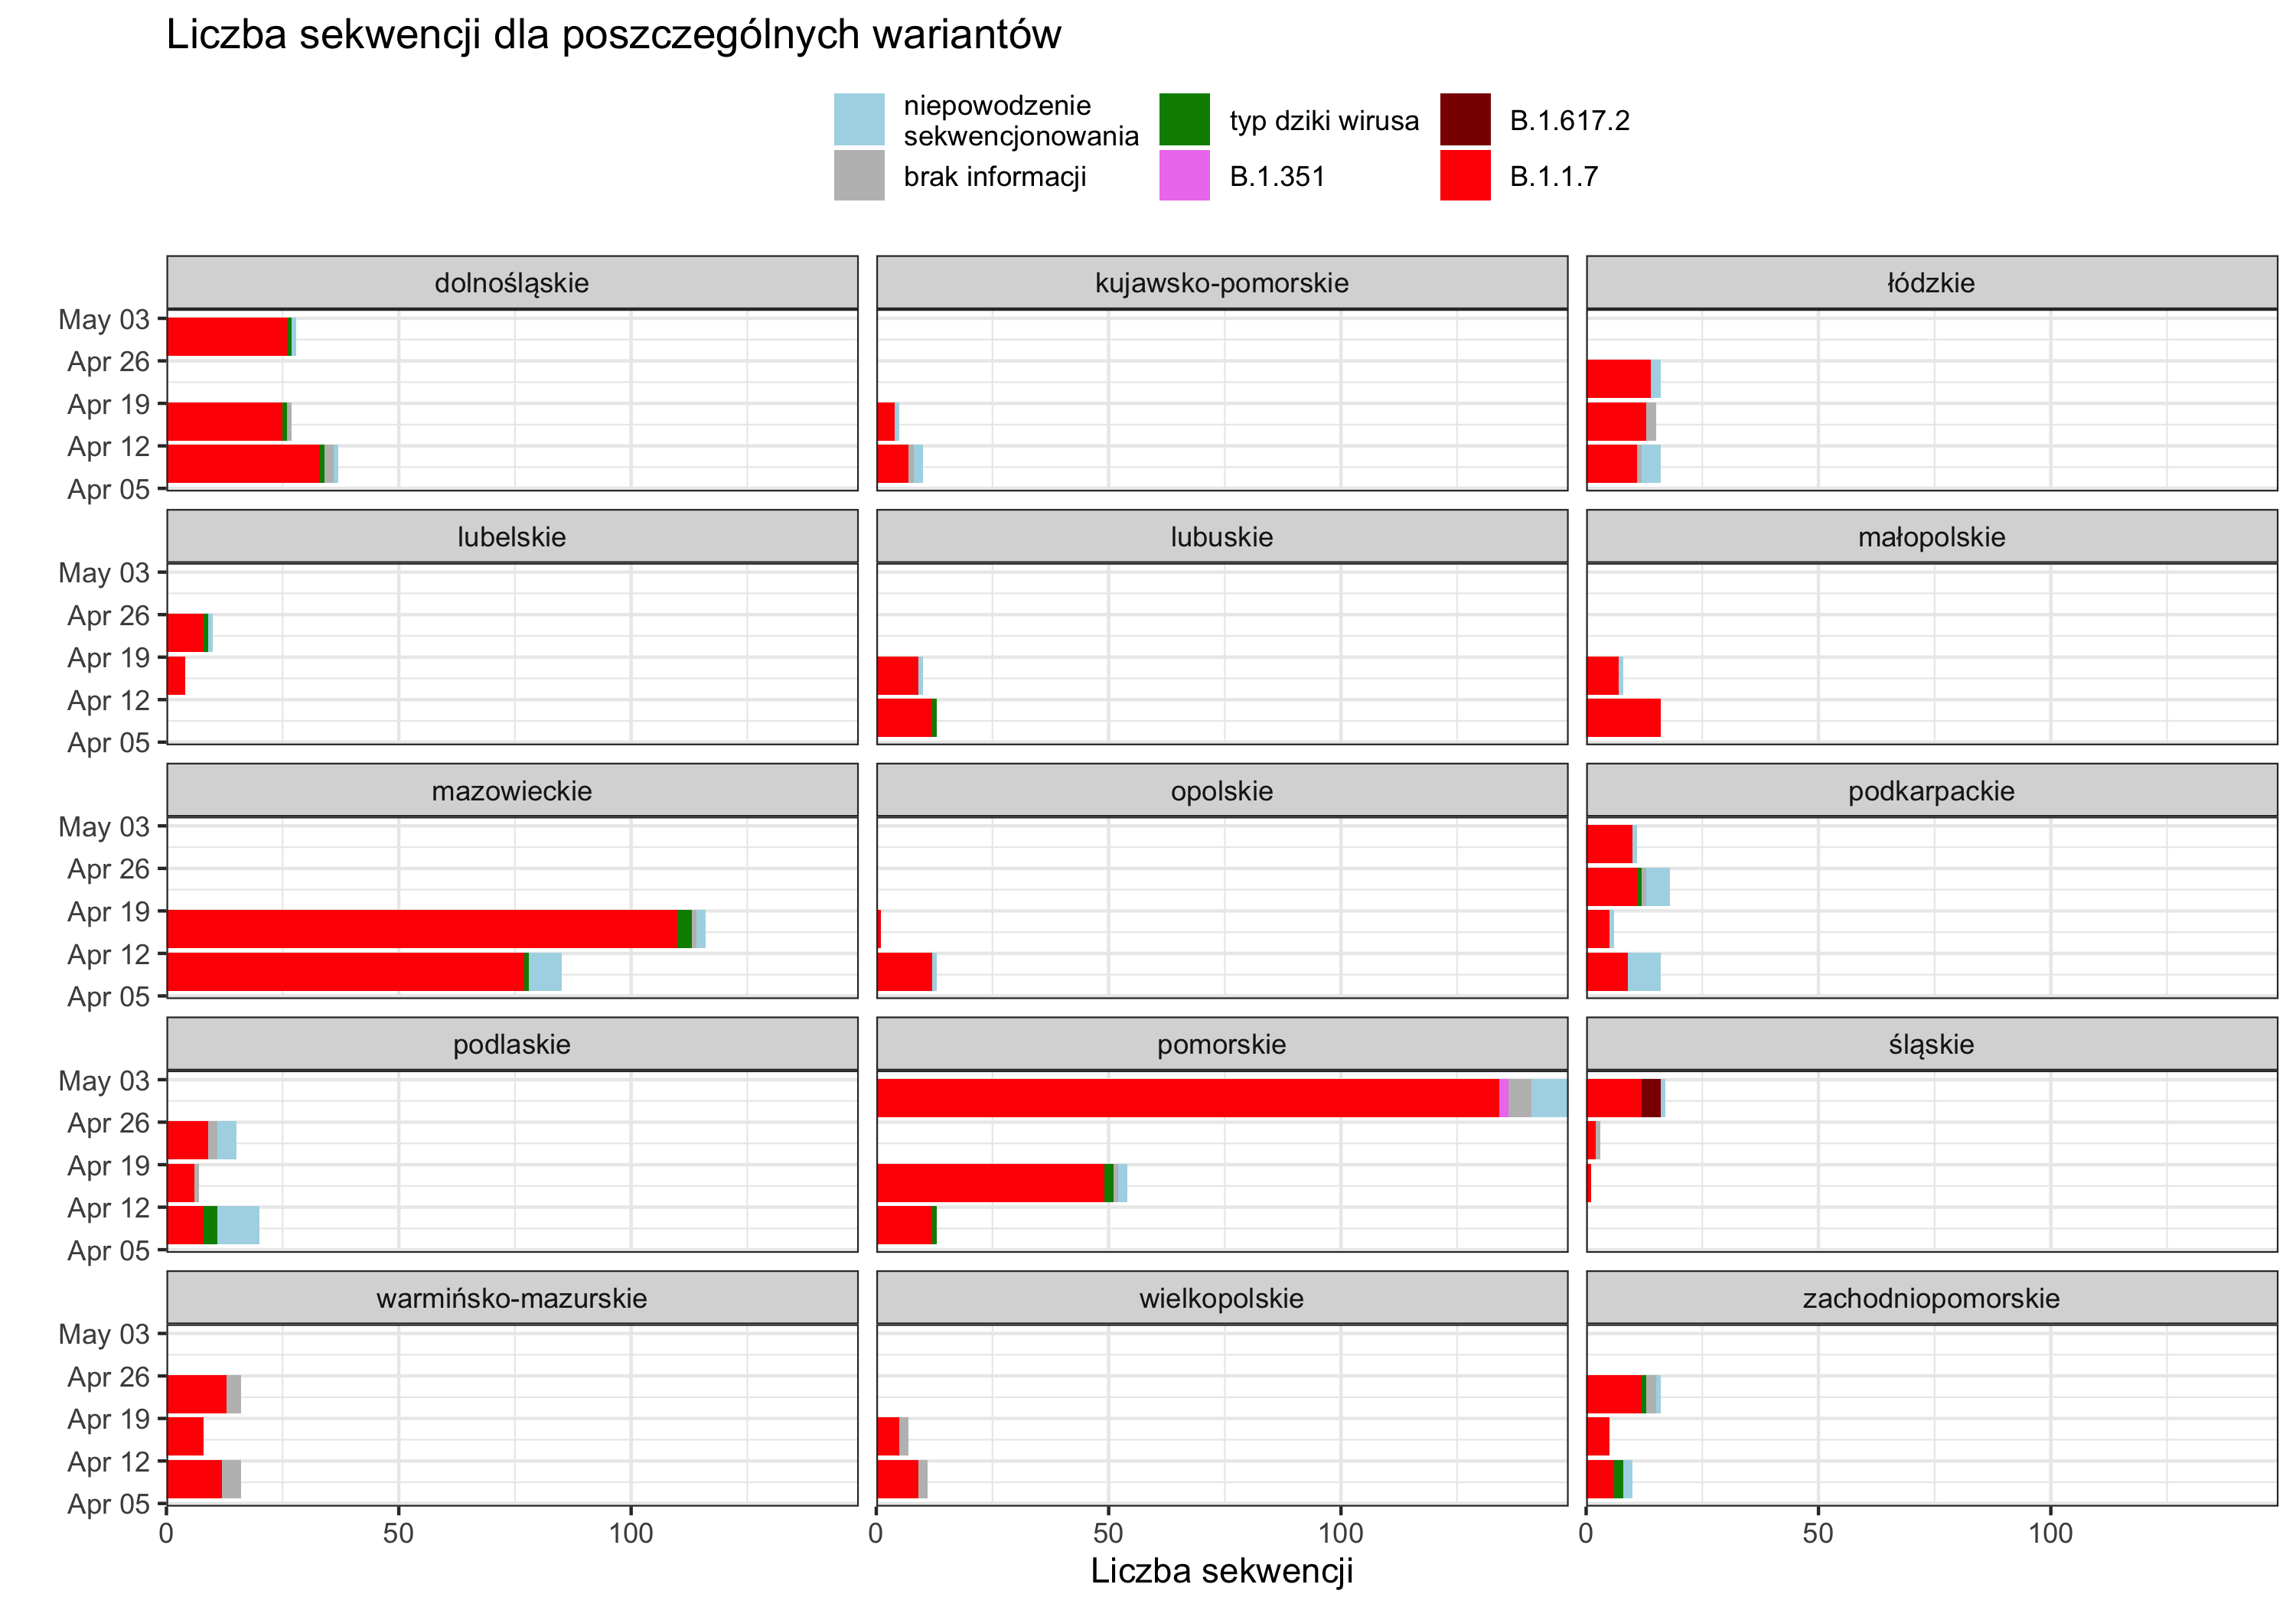 Liczba sekwencji dla poszczególnych wariantów
niepowodzenie
sekwencjonowania
typ dziki wirusa
B.1.617.2
brak informacji
B.1.351
B.1.1.7
dolnośląskie
kujawsko-pomorskie
łódzkie
May 03
Apr 26
Apr 19
Apr 12
Apr 05
lubelskie
lubuskie
małopolskie
May 03
Apr 26
Apr 19
Apr 12
Apr 05
mazowieckie
opolskie
podkarpackie
May 03
Apr 26
Apr 19
Apr 12
Apr 05
podlaskie
pomorskie
śląskie
May 03
Apr 26
Apr 19
Apr 12
Apr 05
warmińsko-mazurskie
wielkopolskie
zachodniopomorskie
May 03
Apr 26
Apr 19
Apr 12
Apr 05
0 50 100
0 50 100
0 50 100
Liczba sekwencji